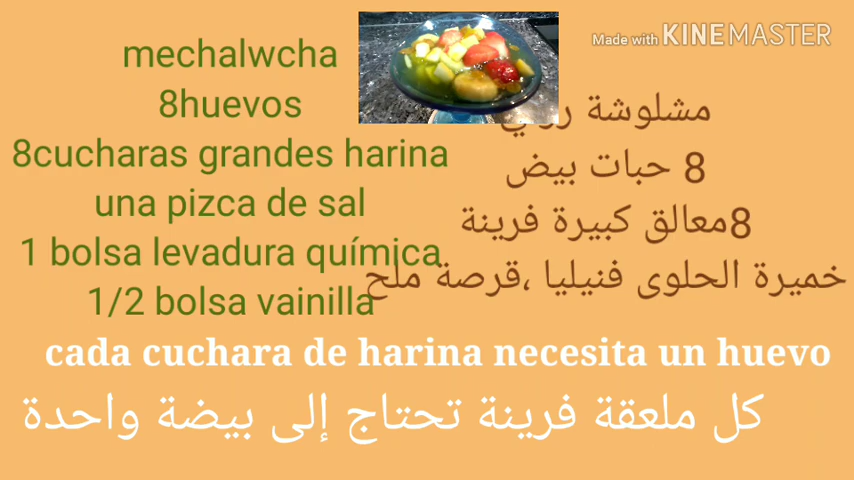 mechalwcha
8huevos
8cucharas grandes harina
una pizca de sal
1 bolsa levadura química
1/2 bolsa vainilla
Made with KINEMASTER
مشلوشة
8 حبات بيض
8معالق كبيرة فرينة
خميرة الحلوى فنيليا ،قرصة ملح
cada cuchara de harina necesita un huevo
كل ملعقة فرينة تحتاج إلى بيضة واحدة